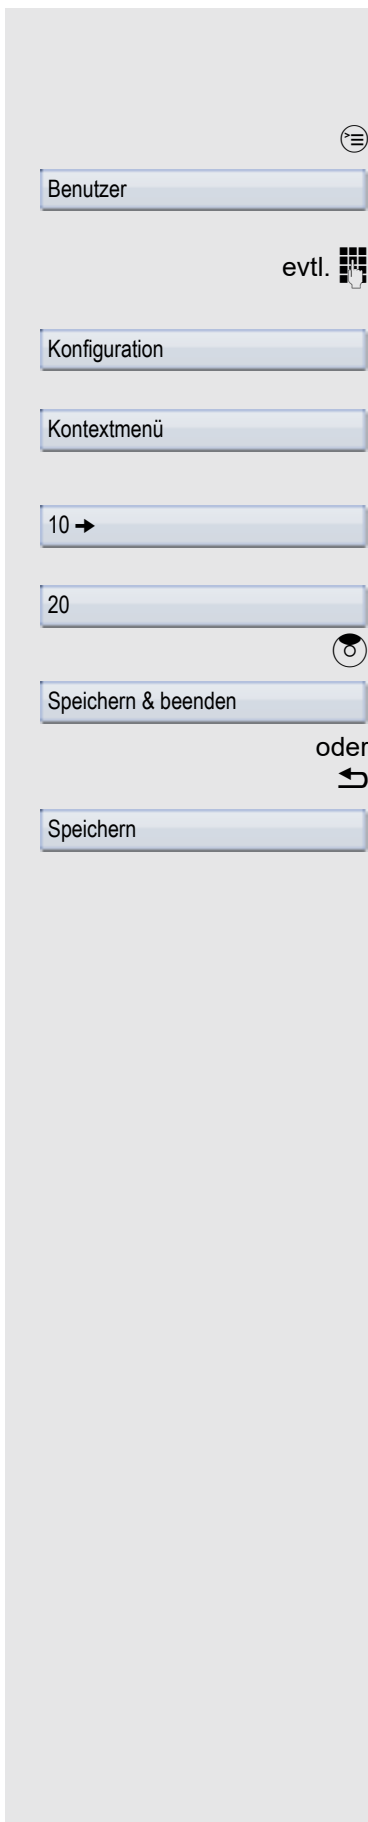 Benutzer
evtl.
Konfiguration
Kontextmenü
10 →
20
Speichern & beenden
oder
Speichern